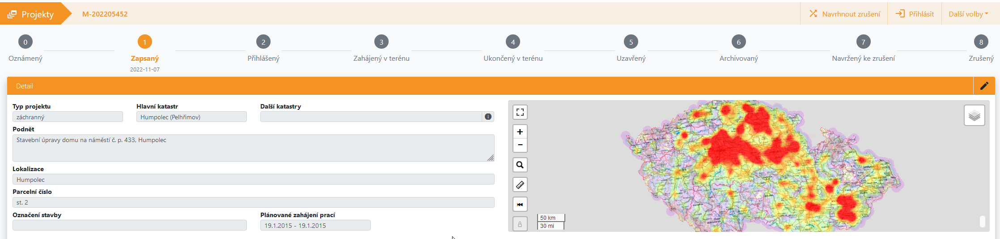 Projekty
M-202205452
Navrhnout zrušení
Přihlásit
Další volby
0
1
2
3
4
5
6
7
8
Oznámený
Zapsaný
Přihlášený
Zahájený v terénu
Ukončený v terénu
Uzavřený
Archivovaný
Navržený ke zrušení
Zrušený
2022-11-07
Detail
Typ projektu
Hlavní katastr
Další katastry
záchranný
Humpolec (Pelhřimov)
Podnět
Stavební úpravy domu na náměstí č. p. 433, Humpolec
Lokalizace
Humpolec
Parcelní číslo
st. 2
Označení stavby
Plánované zahájení prací
19.1.2015 - 19.1.2015
+
−
50 km
30 mi